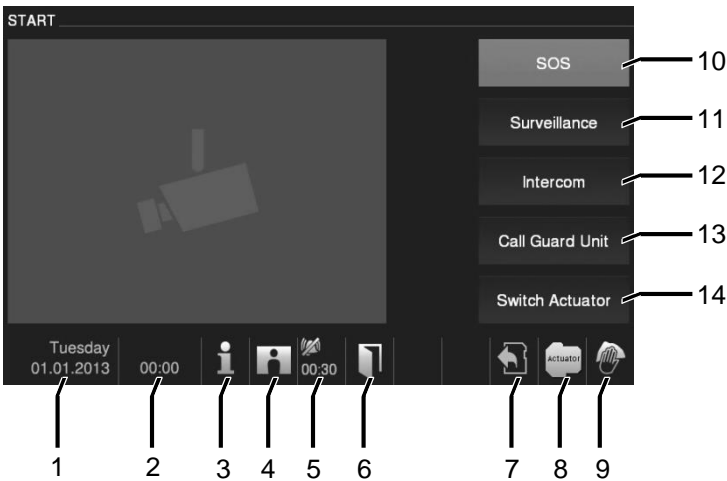 START
SOS
10
Surveillance
11
Intercom
12
Call Guard Unit
13
Switch Actuator
14
Tuesday
01.01.2013
00:00
00:30
Actuator
1 2 3 4 5 6 7 8 9